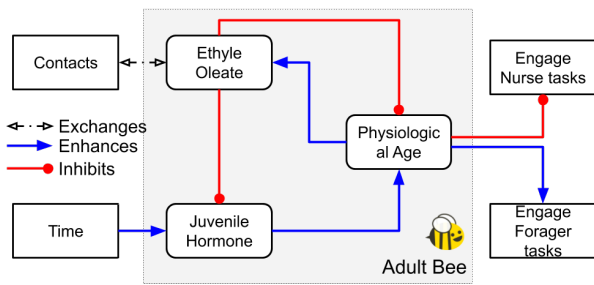 Contacts
Ethyle
Oleate
Engage
Nurse tasks
Exchanges
Enhances
Inhibits
Physiologic
al Age
Time
Juvenile
Hormone
Engage
Forager
tasks
Adult Bee